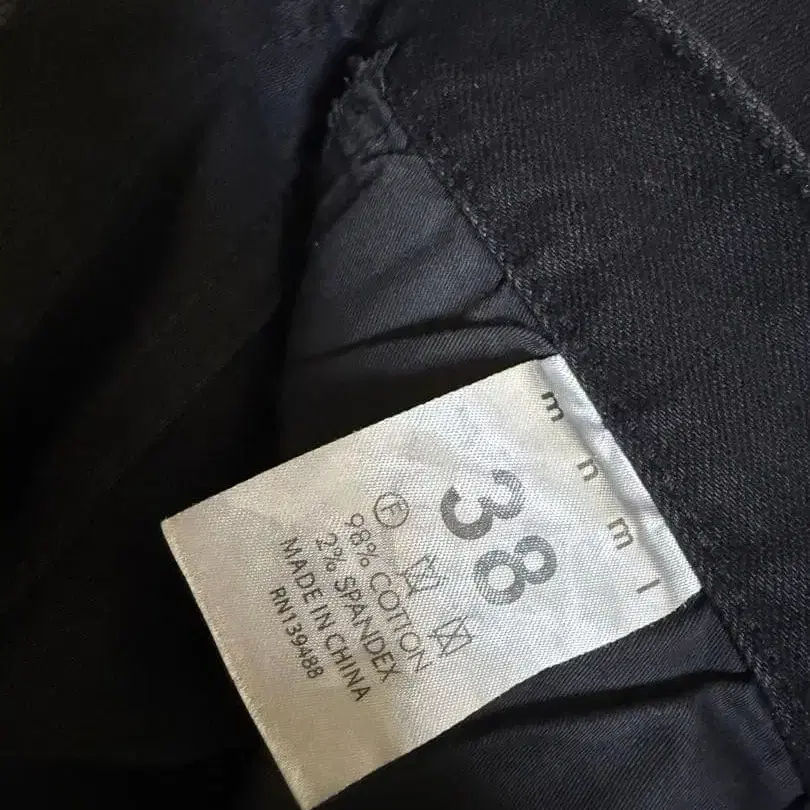 m n m l
38
Ⓕ
98% COTTON
2% SPANDEX
MADE IN CHINA
RN139488